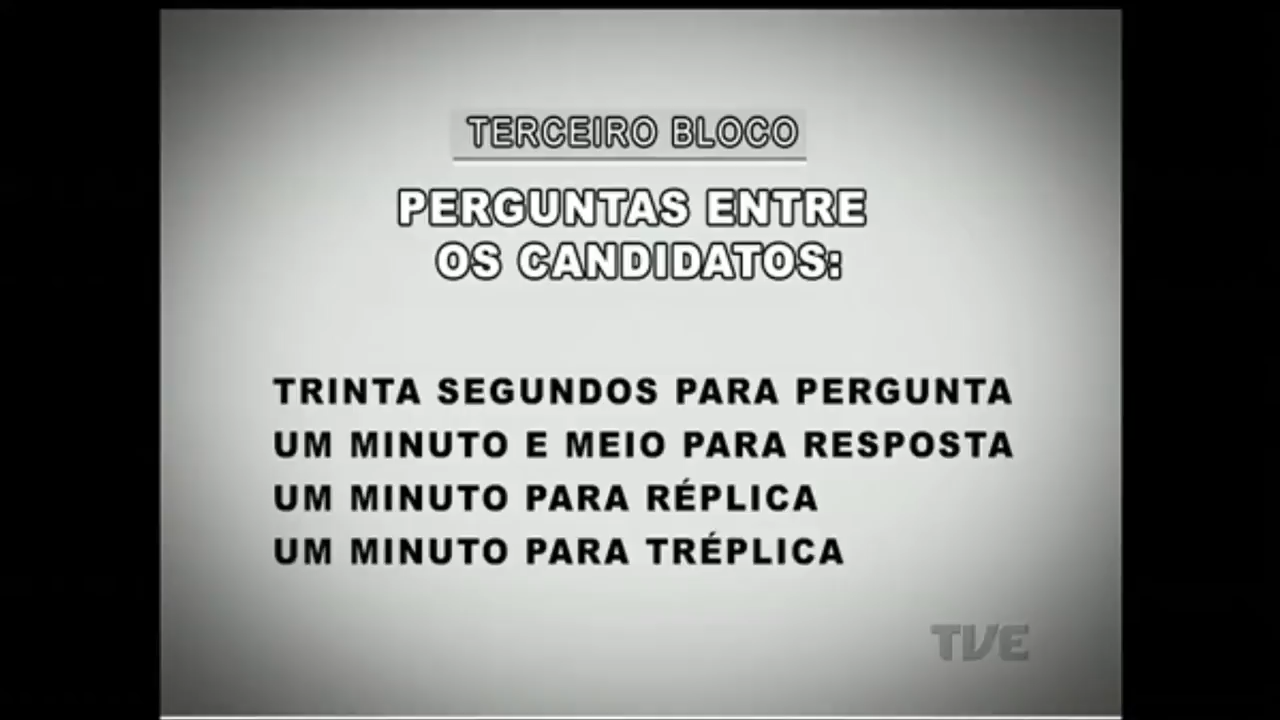 TERCEIRO BLOCO
PERGUNTAS ENTRE
OS CANDIDATOS:
TRINTA SEGUNDOS PARA PERGUNTA
UM MINUTO E MEIO PARA RESPOSTA
UM MINUTO PARA RÉPLICA
UM MINUTO PARA TRÉPLICA
TVE